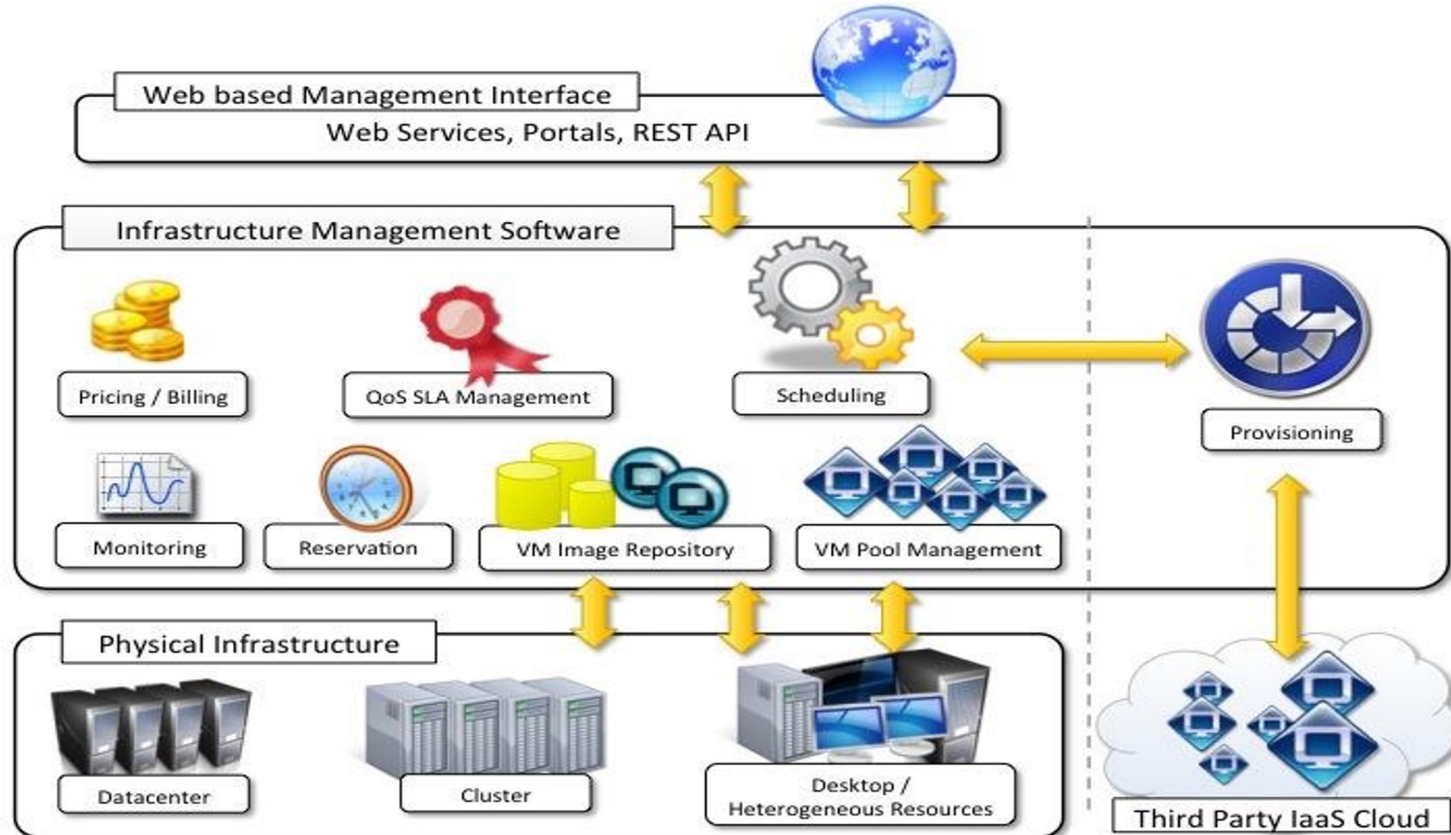 Web based Management Interface
Web Services, Portals, REST API
Infrastructure Management Software
Pricing / Billing
QoS SLA Management
Scheduling
Provisioning
Monitoring
Reservation
VM Image Repository
VM Pool Management
Physical Infrastructure
Datacenter
Cluster
Desktop /
Heterogeneous Resources
Third Party IaaS Cloud